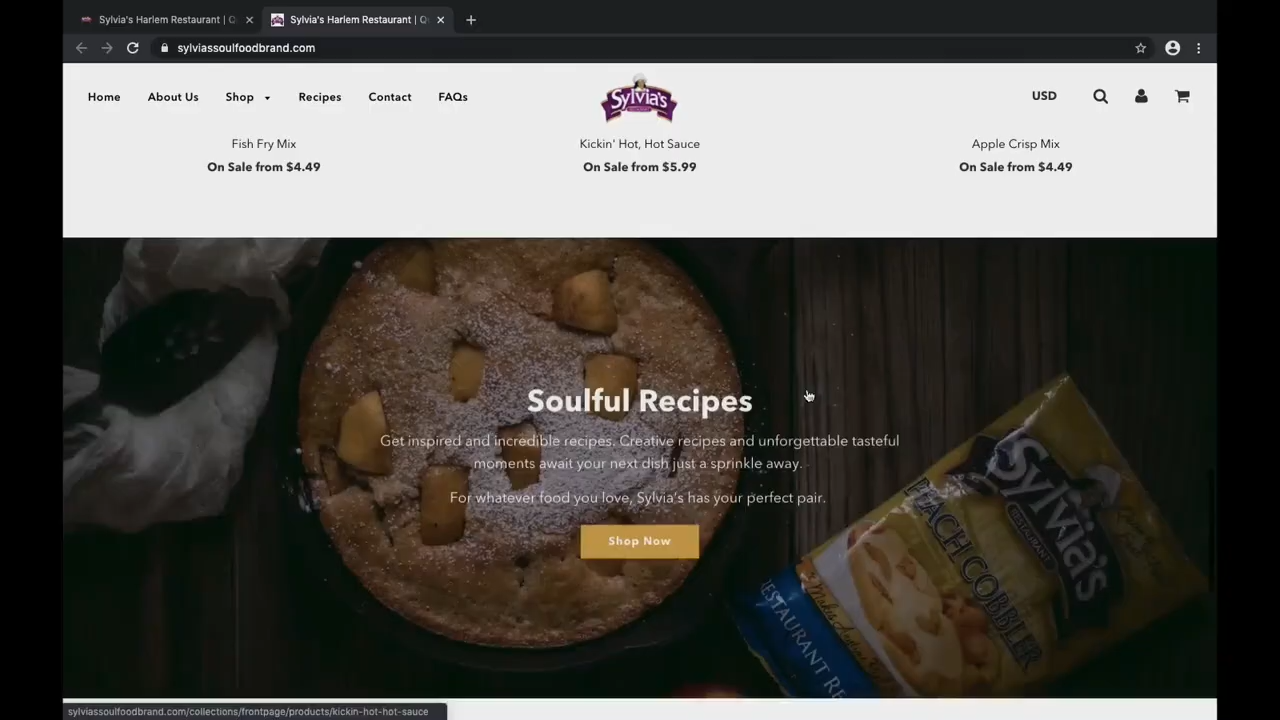 Sylvia's Harlem Restaurant | Q
Sylvia's Harlem Restaurant | Q
sylviassoulfoodbrand.com
Home
About Us
Shop
Recipes
Contact
FAQs
Sylvia's
USD
Fish Fry Mix
Kickin' Hot, Hot Sauce
Apple Crisp Mix
On Sale from $4.49
On Sale from $5.99
On Sale from $4.49
Soulful Recipes
Get inspired and incredible recipes. Creative recipes and unforgettable tasteful
moments await your next dish just a sprinkle away.
For whatever food you love, Sylvia's has your perfect pair.
Shop Now
Sylvia's
RESTAURANT
PEACH COBBLER
sylviassoulfoodbrand.com/collections/frontpage/products/kickin-hot-hot-sauce